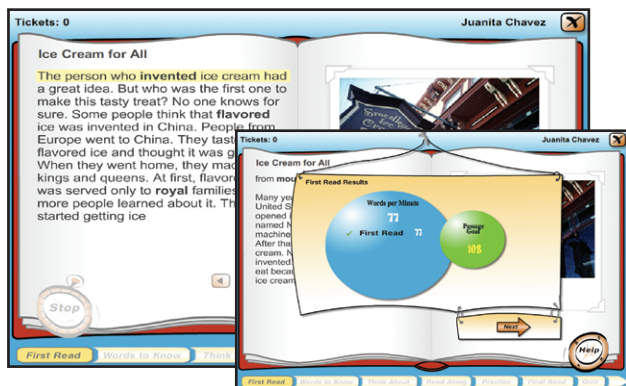 Tickets: 0
Juanita Chavez
Ice Cream for All
The person who invented ice cream had
a great idea. But who was the first one to
make this tasty treat? No one knows for
sure. Some people think that flavored
ice was invented in China. People from
Europe went to China. They tast
flavored ice and thought it was g
When they went home, they mad
kings and queens. At first, flavor
was served only to royal families
more people learned about it. Th
started getting ice
Stop
First Read
Words to Know
Think
Tickets: 0
Juanita Chavez
Ice Cream for All
from mou
Many yea
United S
opened i
named N
machine
After tha
cream. N
invented
eat becau
ice cream
First Read Results
Words per Minute
77
✓ First Read 77
Passage
Goal
108
Next
Help
First Read
Words to Know
Think About
Read Along
Practice
Final Read
Quiz